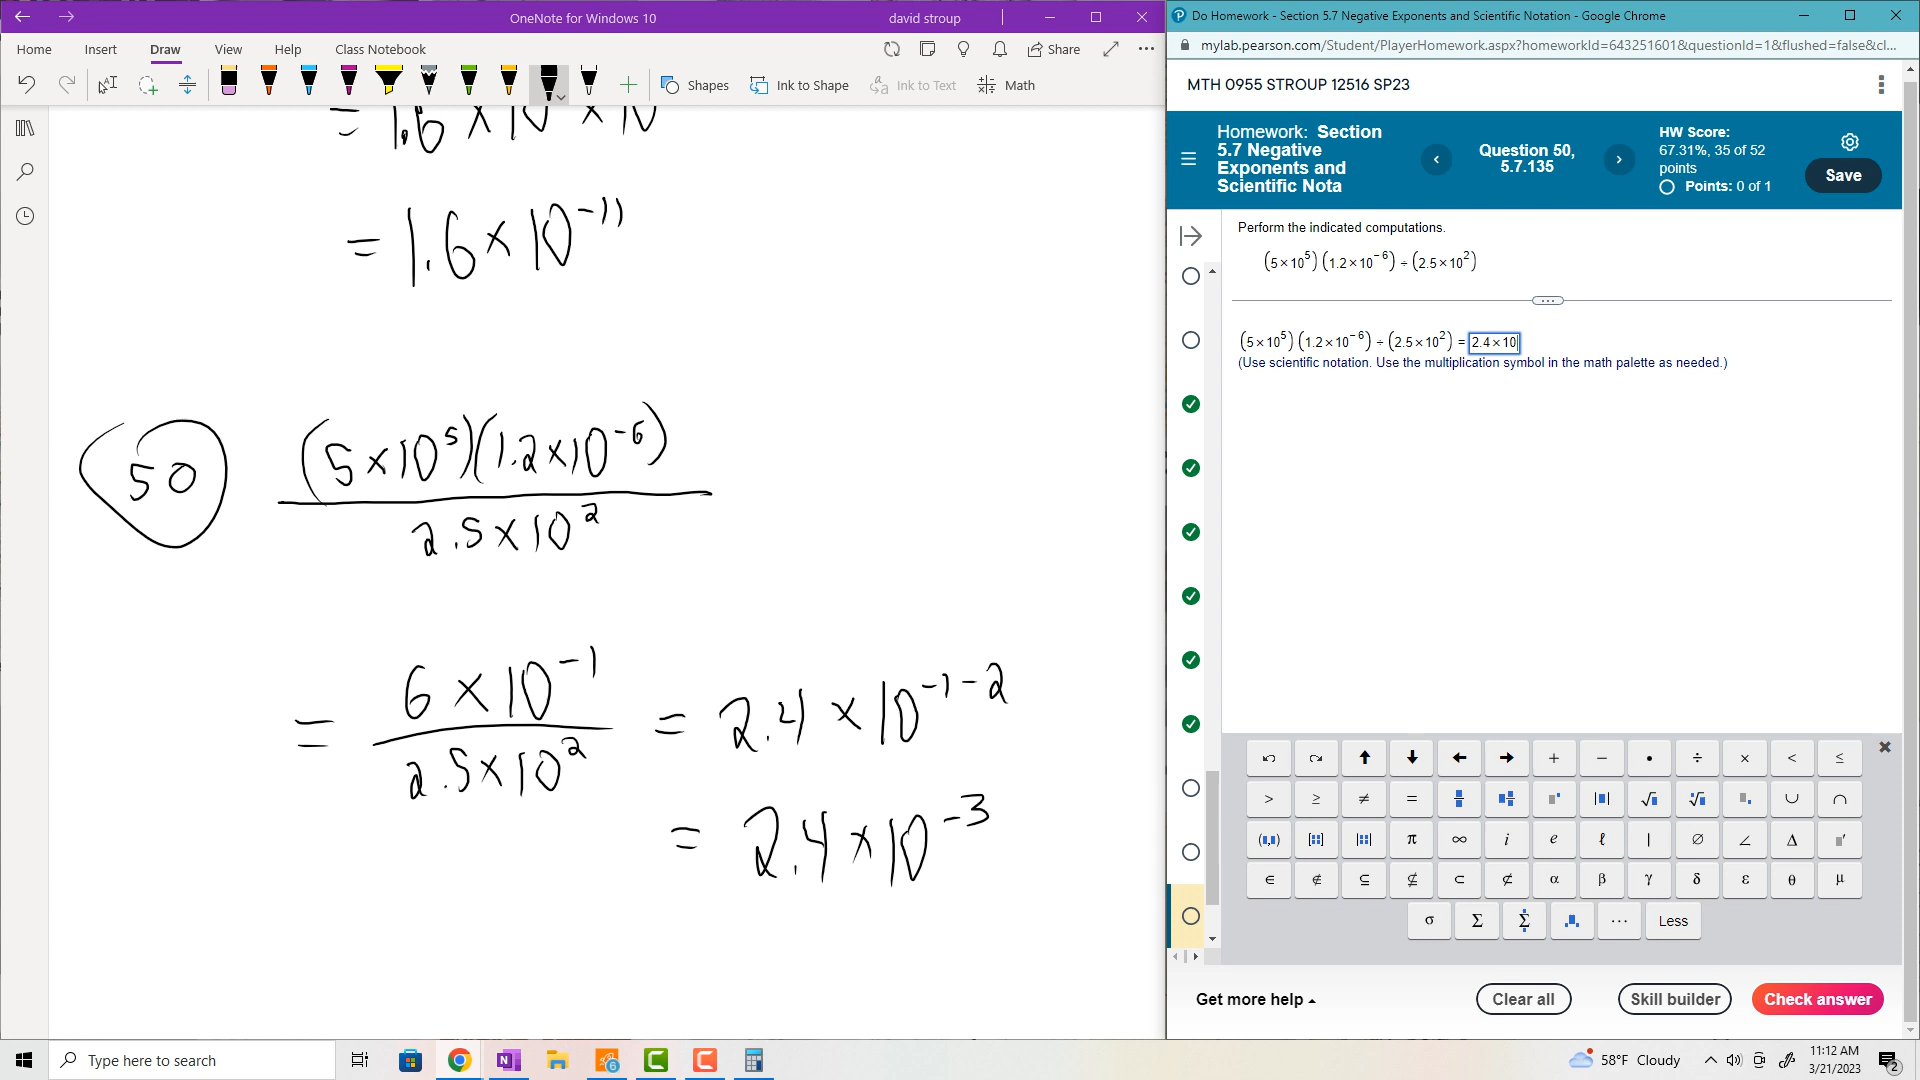 OneNote for Windows 10
david stroup
Home Insert Draw View Help Class Notebook
Share
Shapes Ink to Shape Ink to Text Math
= 1.6 × 10 × 10
= 1.6 × 10⁻¹¹
50
(5 × 10⁵)(1.2 × 10⁻⁶)
2.5 × 10²
= 6 × 10⁻¹
2.5 × 10²
= 2.4 × 10⁻¹⁻²
= 2.4 × 10⁻³
Do Homework - Section 5.7 Negative Exponents and Scientific Notation - Google Chrome
mylab.pearson.com/Student/PlayerHomework.aspx?homeworkId=643251601&questionId=1&flushed=false&cl...
MTH 0955 STROUP 12516 SP23
Homework: Section
5.7 Negative
Exponents and
Scientific Nota
Question 50,
5.7.135
HW Score:
67.31%, 35 of 52
points
Points: 0 of 1
Save
Perform the indicated computations.
(5×10⁵)(1.2×10⁻⁶)÷(2.5×10²)
(5×10⁵)(1.2×10⁻⁶)÷(2.5×10²) = 2.4×10
(Use scientific notation. Use the multiplication symbol in the math palette as needed.)
+ − • ÷ × < ≤
> ≥ ≠ = ∪ ∩
(,) π ∞ i e ℓ | ∅ ∠ Δ
∈ ∉ ⊆ ⊈ ⊂ ⊄ α β γ δ ε θ μ
σ Σ Σ ... Less
Get more help
Clear all
Skill builder
Check answer
Type here to search
58°F Cloudy
11:12 AM
3/21/2023
2